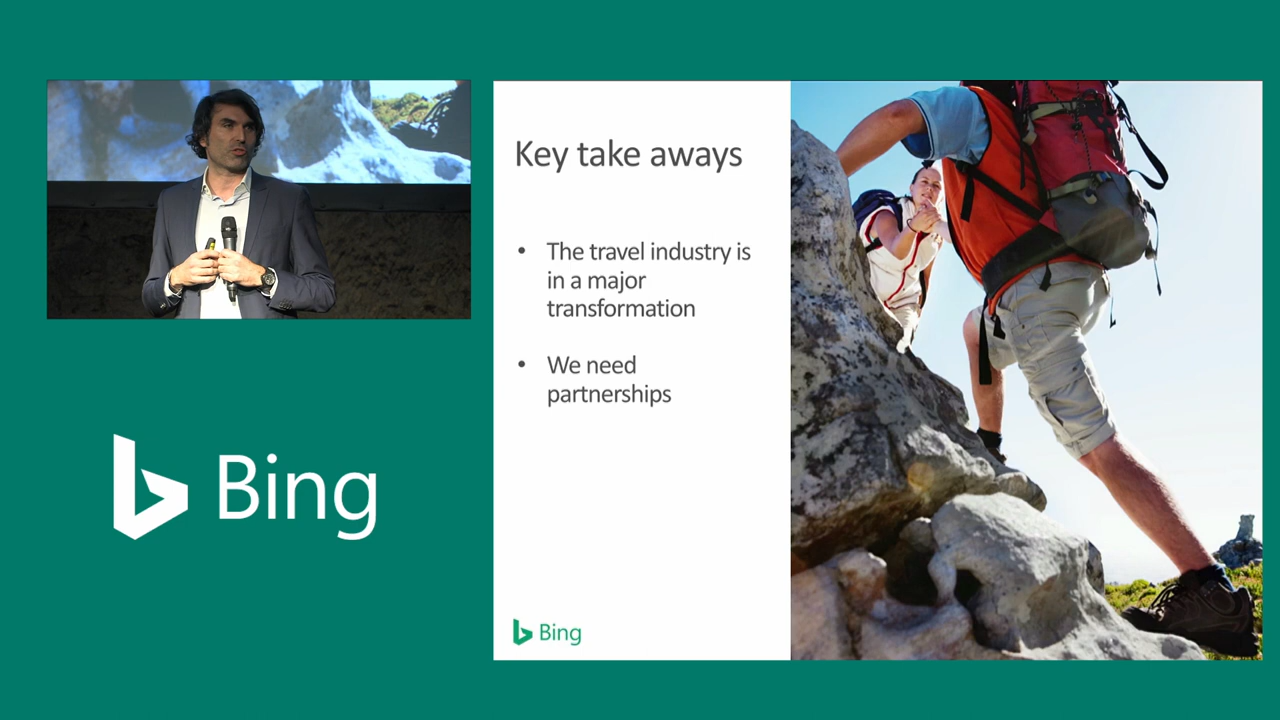 Key take aways
• The travel industry is
in a major
transformation
• We need
partnerships
Bing
Bing